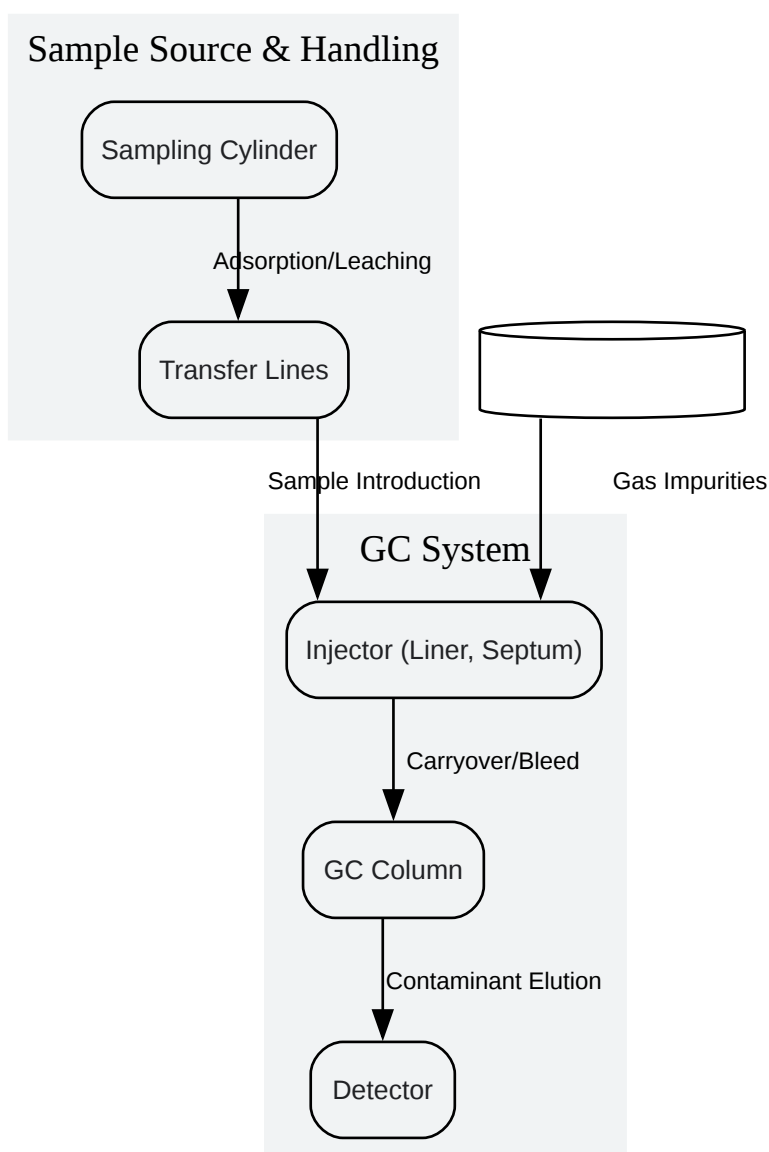 Sample Source & Handling
Sampling Cylinder
Adsorption/Leaching
Transfer Lines
Sample Introduction
Gas Impurities
GC System
Injector (Liner, Septum)
Carryover/Bleed
GC Column
Contaminant Elution
Detector